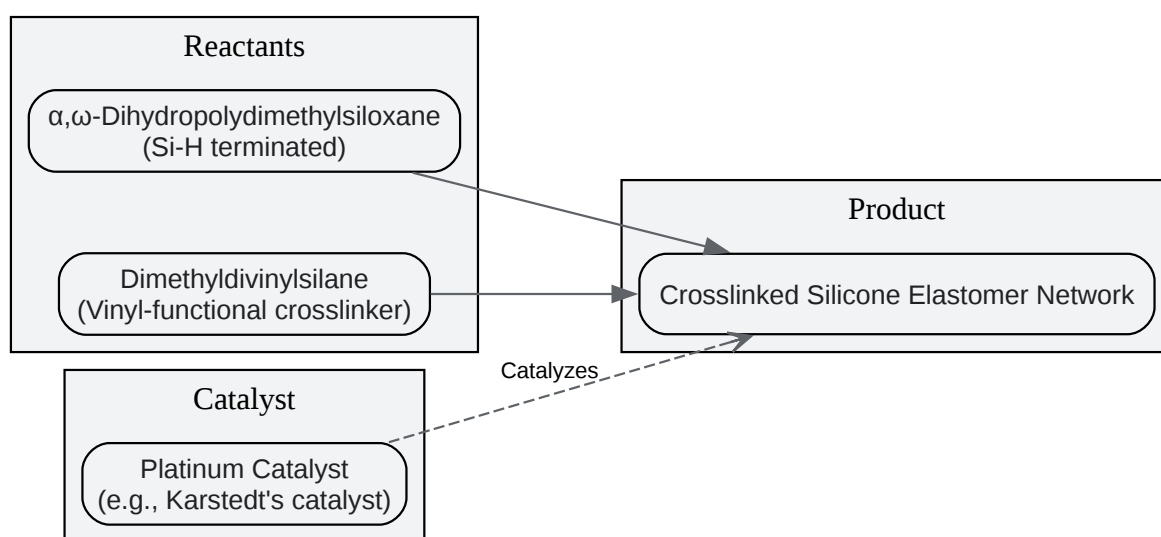 Reactants
α,ω-Dihydropolydimethylsiloxane
(Si-H terminated)
Dimethyldivinylsilane
(Vinyl-functional crosslinker)
Product
Crosslinked Silicone Elastomer Network
Catalyzes
Catalyst
Platinum Catalyst
(e.g., Karstedt's catalyst)